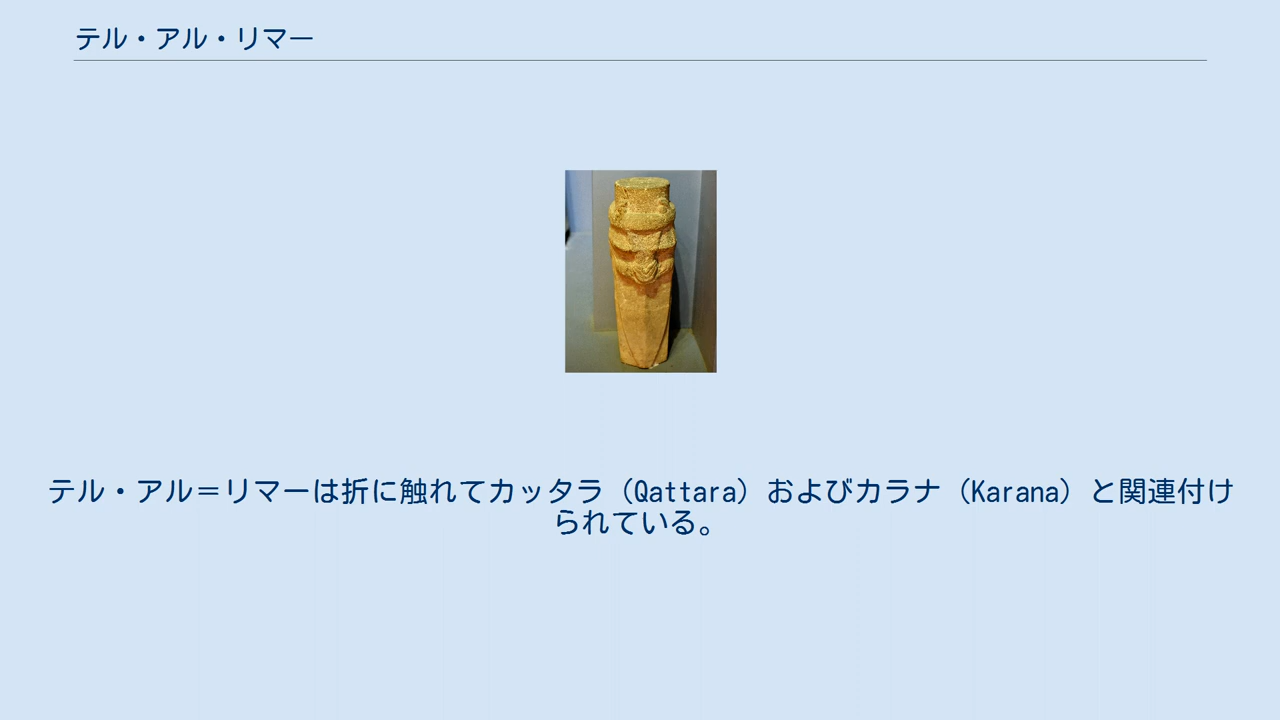 テル・アル・リマー
テル・アル＝リマーは折に触れてカッタラ（Qattara）およびカラナ（Karana）と関連付け
られている。